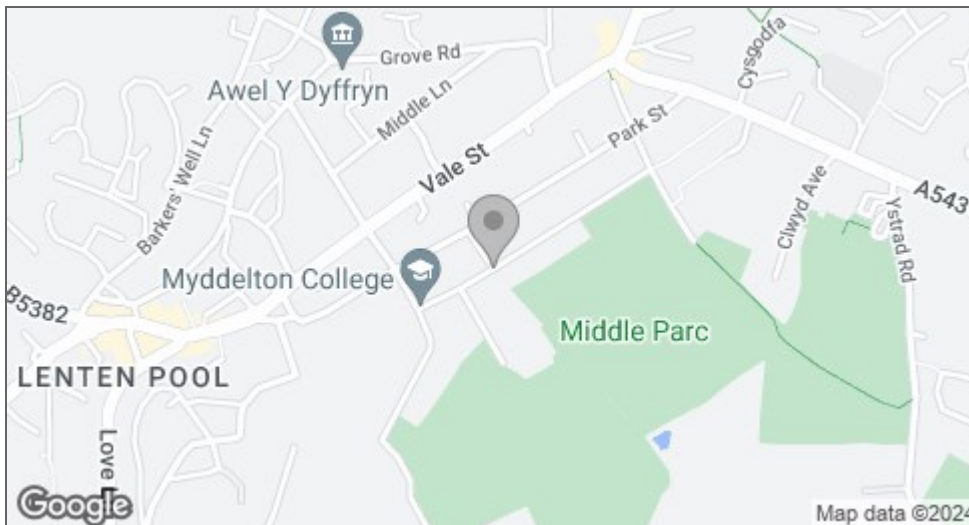 Grove Rd
Awel Y Dyffryn
Middle Ln
Cysgodfa
Park St
Vale St
A543
Barkers' Well Ln
Clwyd Ave
Ystrad Rd
Myddelton College
B5382
Middle Parc
LENTEN POOL
Love
Google
Map data ©2024